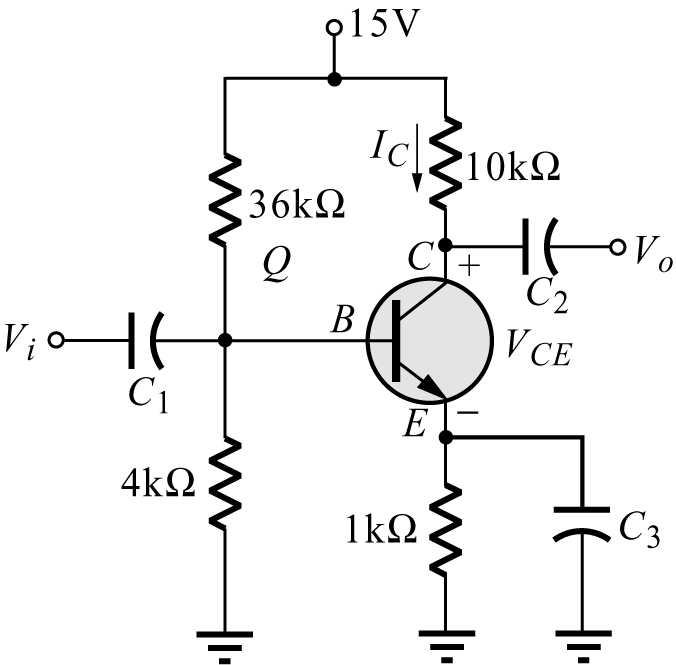 15V
I_C
10kΩ
36kΩ
Q
C
+
V_o
C_2
V_i
B
V_CE
C_1
E
−
4kΩ
1kΩ
C_3